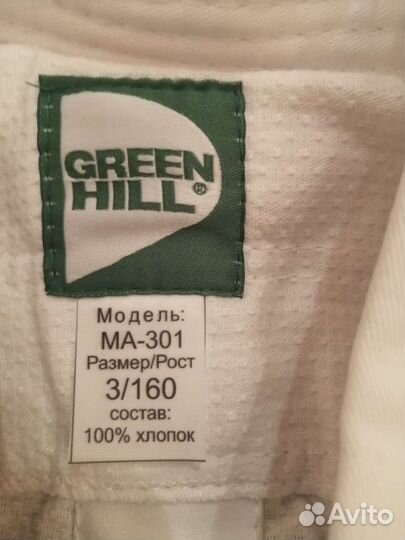 GREEN
HILL®
Модель:
MA-301
Размер/Рост
3/160
состав:
100% хлопок
Avito